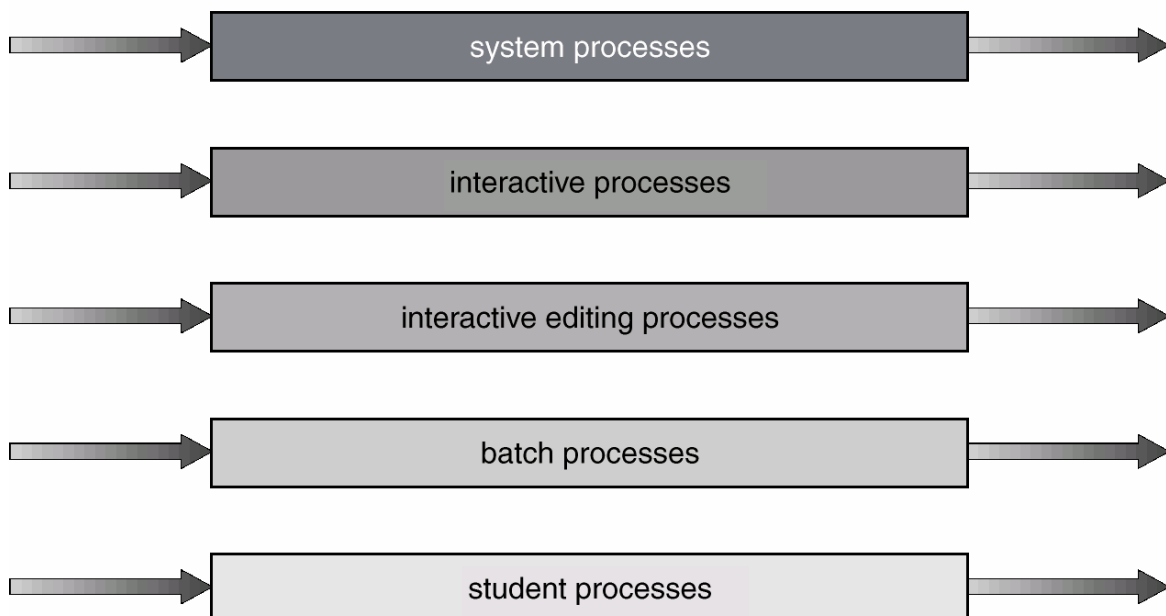 system processes
interactive processes
interactive editing processes
batch processes
student processes